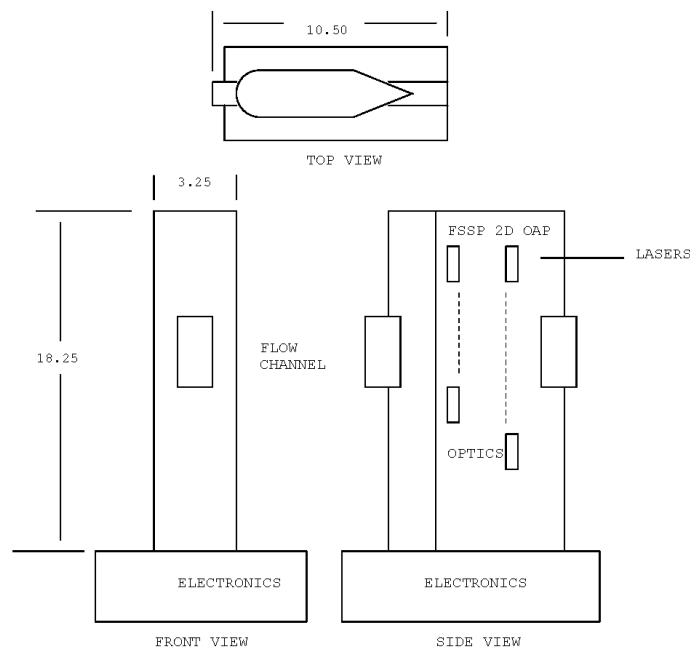 10.50
TOP VIEW
3.25
FSSP 2D OAP
LASERS
18.25
FLOW
CHANNEL
OPTICS
ELECTRONICS
ELECTRONICS
FRONT VIEW
SIDE VIEW